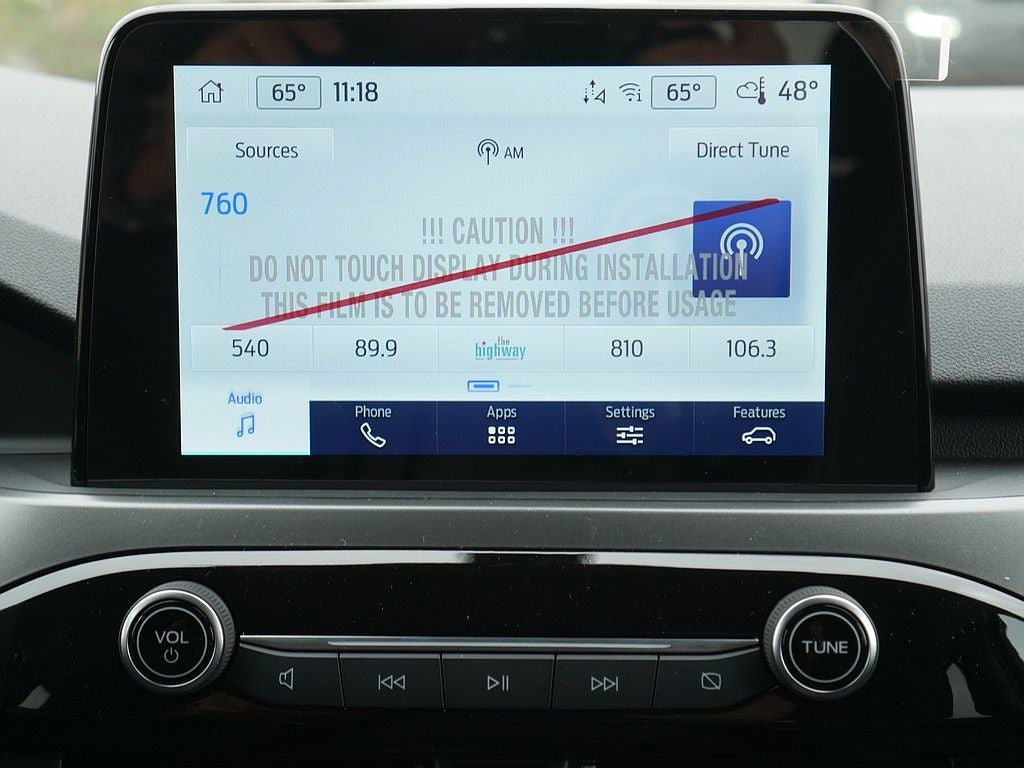 65° 11:18 65° 48°
Sources AM Direct Tune
760
!!! CAUTION !!!
DO NOT TOUCH DISPLAY DURING INSTALLATION
THIS FILM IS TO BE REMOVED BEFORE USAGE
540 89.9 the highway 810 106.3
Audio Phone Apps Settings Features
VOL TUNE